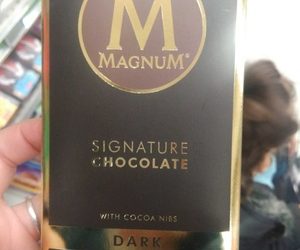 M
MAGNUM
SIGNATURE
CHOCOLATE
WITH COCOA NIBS
DARK